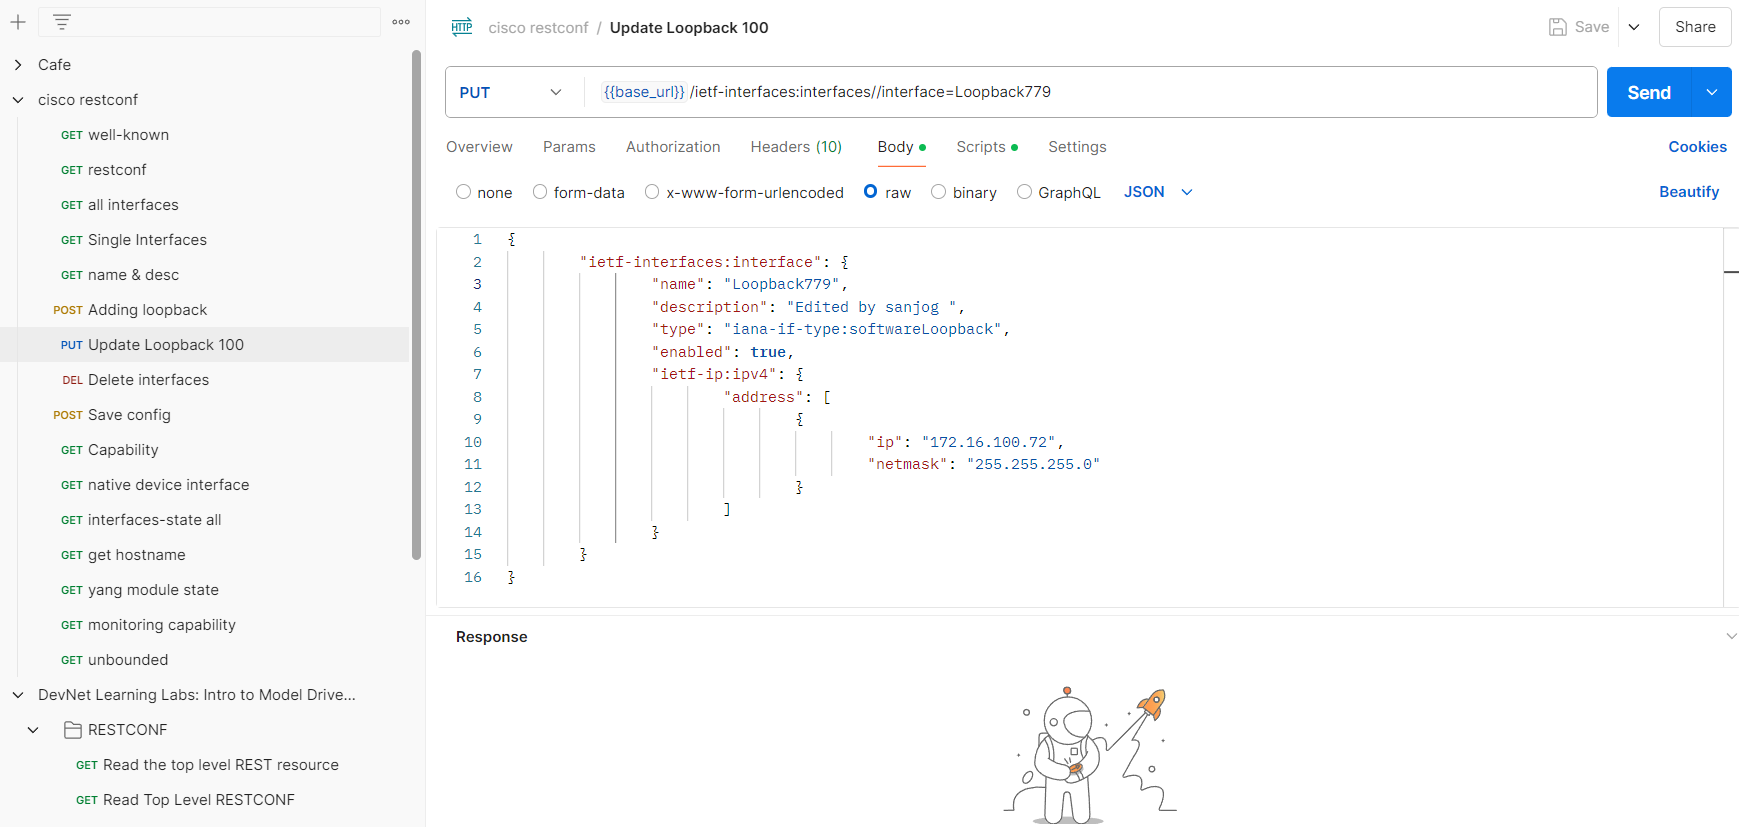 Cafe
cisco restconf
GET well-known
GET restconf
GET all interfaces
GET Single Interfaces
GET name & desc
POST Adding loopback
PUT Update Loopback 100
DEL Delete interfaces
POST Save config
GET Capability
GET native device interface
GET interfaces-state all
GET get hostname
GET yang module state
GET monitoring capability
GET unbounded
DevNet Learning Labs: Intro to Model Drive...
RESTCONF
GET Read the top level REST resource
GET Read Top Level RESTCONF
HTTP cisco restconf / Update Loopback 100
Save
Share
PUT {{base_url}} /ietf-interfaces:interfaces//interface=Loopback779
Send
Overview Params Authorization Headers (10) Body Scripts Settings Cookies
none form-data x-www-form-urlencoded raw binary GraphQL JSON Beautify
1 {
2 "ietf-interfaces:interface": {
3 "name": "Loopback779",
4 "description": "Edited by sanjog ",
5 "type": "iana-if-type:softwareLoopback",
6 "enabled": true,
7 "ietf-ip:ipv4": {
8 "address": [
9 {
10 "ip": "172.16.100.72",
11 "netmask": "255.255.255.0"
12 }
13 ]
14 }
15 }
16 }
Response